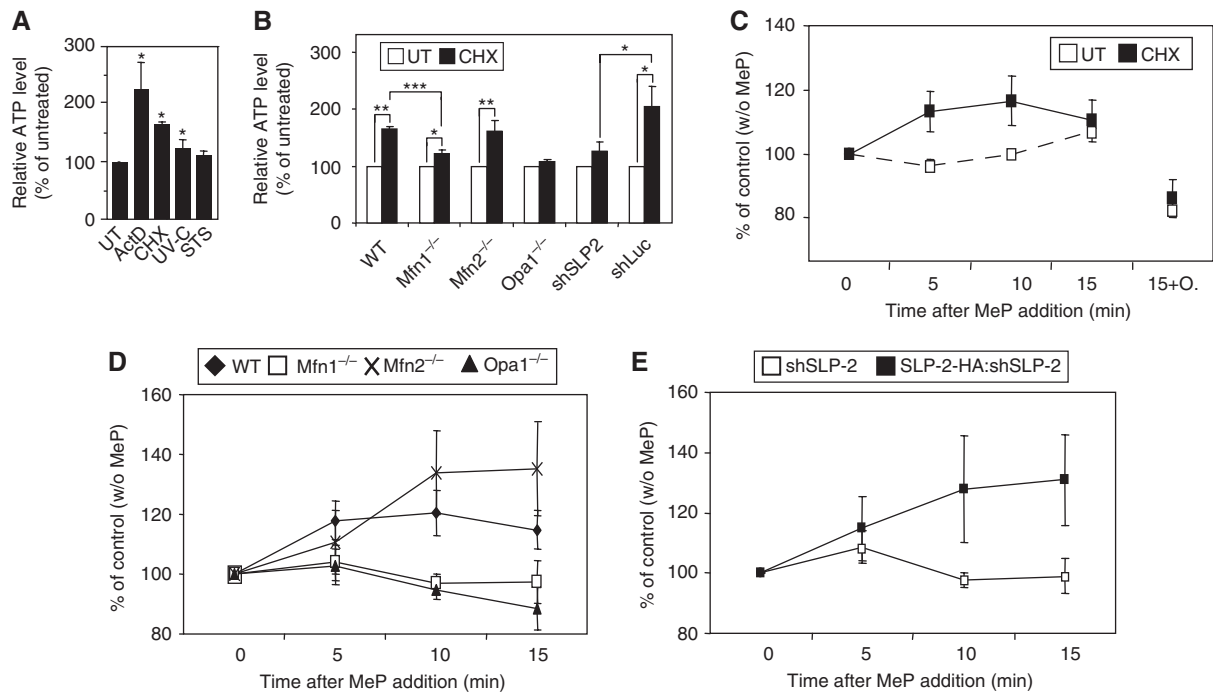 A
Relative ATP level
(% of untreated)
300
200
100
0
UT
ActD
CHX
UV-C
STS
*
*
*
B
Relative ATP level
(% of untreated)
300
200
100
0
UT CHX
**
***
*
**
*
*
WT
Mfn1−/−
Mfn2−/−
Opa1−/−
shSLP2
shLuc
C
% of control (w/o MeP)
140
120
100
80
UT
CHX
0 5 10 15 15+O.
Time after MeP addition (min)
D
WT Mfn1−/− Mfn2−/− Opa1−/−
% of control (w/o MeP)
160
140
120
100
80
0 5 10 15
Time after MeP addition (min)
E
shSLP-2 SLP-2-HA:shSLP-2
% of control (w/o MeP)
160
140
120
100
80
0 5 10 15
Time after MeP addition (min)